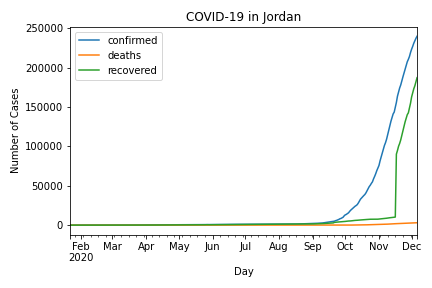 COVID-19 in Jordan
250000
200000
150000
100000
50000
0
Number of Cases
confirmed
deaths
recovered
Feb Mar Apr May Jun Jul Aug Sep Oct Nov Dec
2020
Day